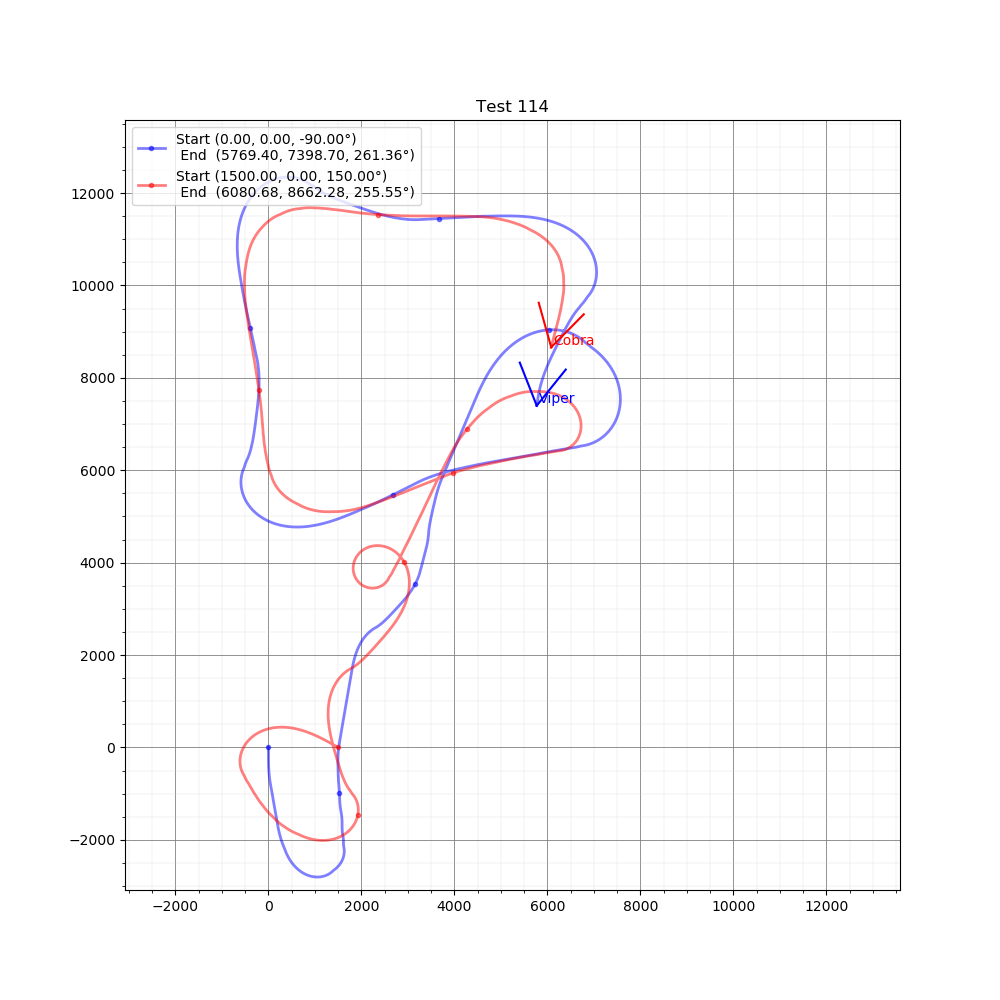 Test 114
Start (0.00, 0.00, -90.00°)
End  (5769.40, 7398.70, 261.36°)
Start (1500.00, 0.00, 150.00°)
End  (6080.68, 8662.28, 255.55°)
12000
10000
8000
6000
4000
2000
0
−2000
Cobra
Viper
−2000 0 2000 4000 6000 8000 10000 12000